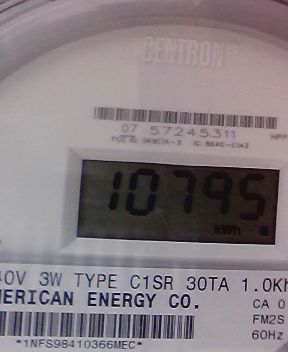 CENTRON®
07 57245311
10795
kWh
40V 3W TYPE C1SR 30TA 1.0Kh
MERICAN ENERGY CO.
CA 0
FM2S
60Hz
*1NFS98410366MEC*